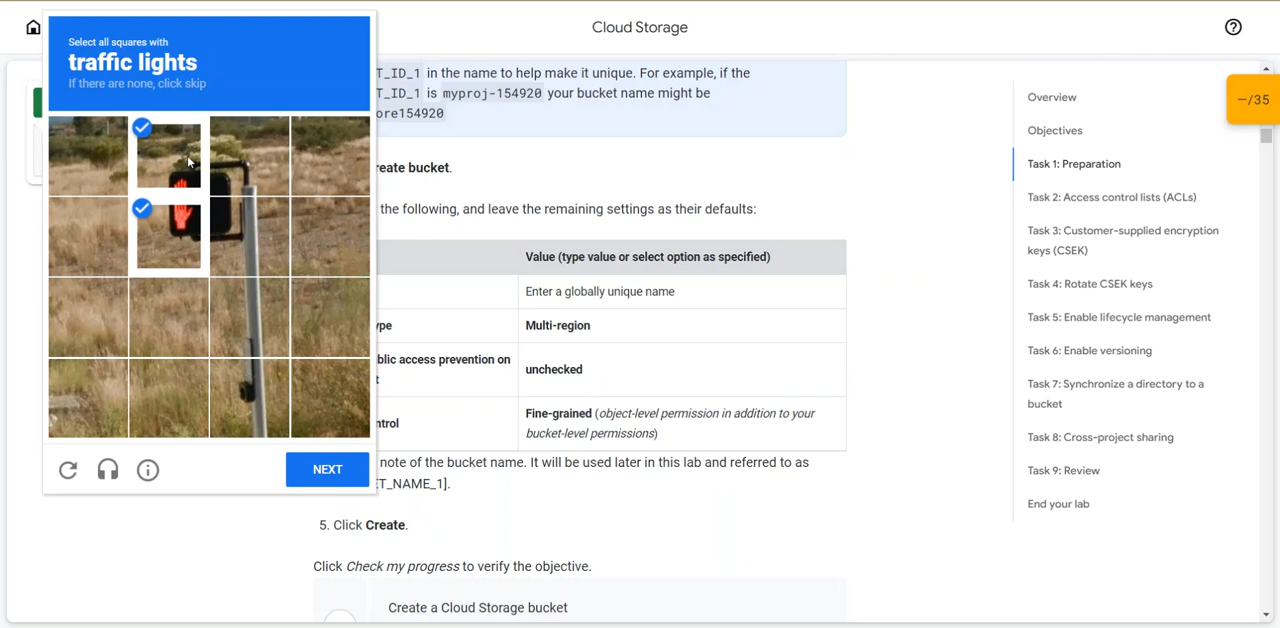 Cloud Storage
Select all squares with
traffic lights
If there are none, click skip
NEXT
T_ID_1 in the name to help make it unique. For example, if the
T_ID_1 is myproj-154920 your bucket name might be
ore154920
reate bucket.
the following, and leave the remaining settings as their defaults:
Value (type value or select option as specified)
Enter a globally unique name
ype Multi-region
blic access prevention on
t
unchecked
ntrol
Fine-grained (object-level permission in addition to your
bucket-level permissions)
note of the bucket name. It will be used later in this lab and referred to as
ET_NAME_1].
5. Click Create.
Click Check my progress to verify the objective.
Create a Cloud Storage bucket
Overview
Objectives
Task 1: Preparation
Task 2: Access control lists (ACLs)
Task 3: Customer-supplied encryption
keys (CSEK)
Task 4: Rotate CSEK keys
Task 5: Enable lifecycle management
Task 6: Enable versioning
Task 7: Synchronize a directory to a
bucket
Task 8: Cross-project sharing
Task 9: Review
End your lab
–/35